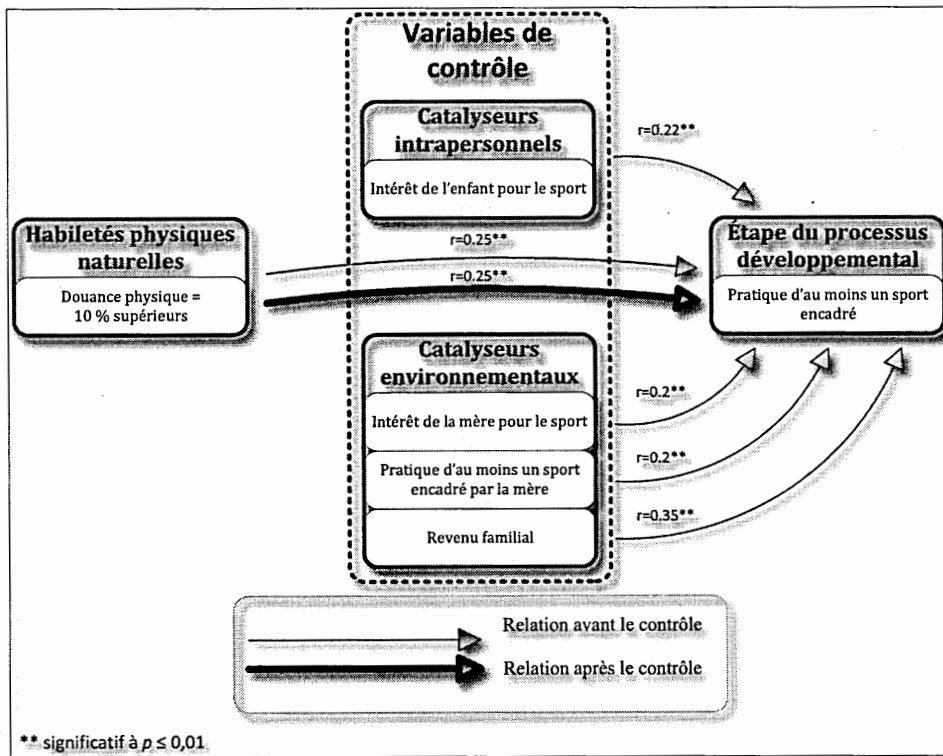 Variables de
contrôle
Catalyseurs
intrapersonnels
Intérêt de l'enfant pour le sport
r=0.22**
Habiletés physiques
naturelles
Douance physique =
10 % supérieurs
r=0.25**
r=0.25**
Étape du processus
développemental
Pratique d'au moins un sport
encadré
Catalyseurs
environnementaux
Intérêt de la mère pour le sport
Pratique d'au moins un sport
encadré par la mère
Revenu familial
r=0.2**
r=0.2**
r=0.35**
Relation avant le contrôle
Relation après le contrôle
** significatif à p ≤ 0,01